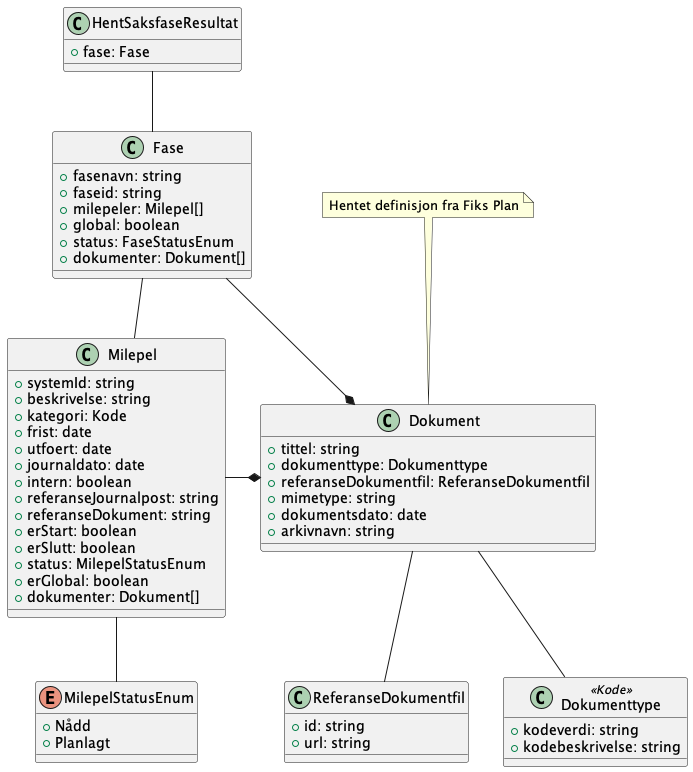 C HentSaksfaseResultat
fase: Fase
C Fase
fasenavn: string
faseid: string
milepeler: Milepel[]
global: boolean
status: FaseStatusEnum
dokumenter: Dokument[]
Hentet definisjon fra Fiks Plan
C Milepel
systemId: string
beskrivelse: string
kategori: Kode
frist: date
utfoert: date
journaldato: date
intern: boolean
referanseJournalpost: string
referanseDokument: string
erStart: boolean
erSlutt: boolean
status: MilepelStatusEnum
erGlobal: boolean
dokumenter: Dokument[]
C Dokument
tittel: string
dokumenttype: Dokumenttype
referanseDokumentfil: ReferanseDokumentfil
mimetype: string
dokumentsdato: date
arkivnavn: string
E MilepelStatusEnum
Nådd
Planlagt
C ReferanseDokumentfil
id: string
url: string
«Kode»
C Dokumenttype
kodeverdi: string
kodebeskrivelse: string